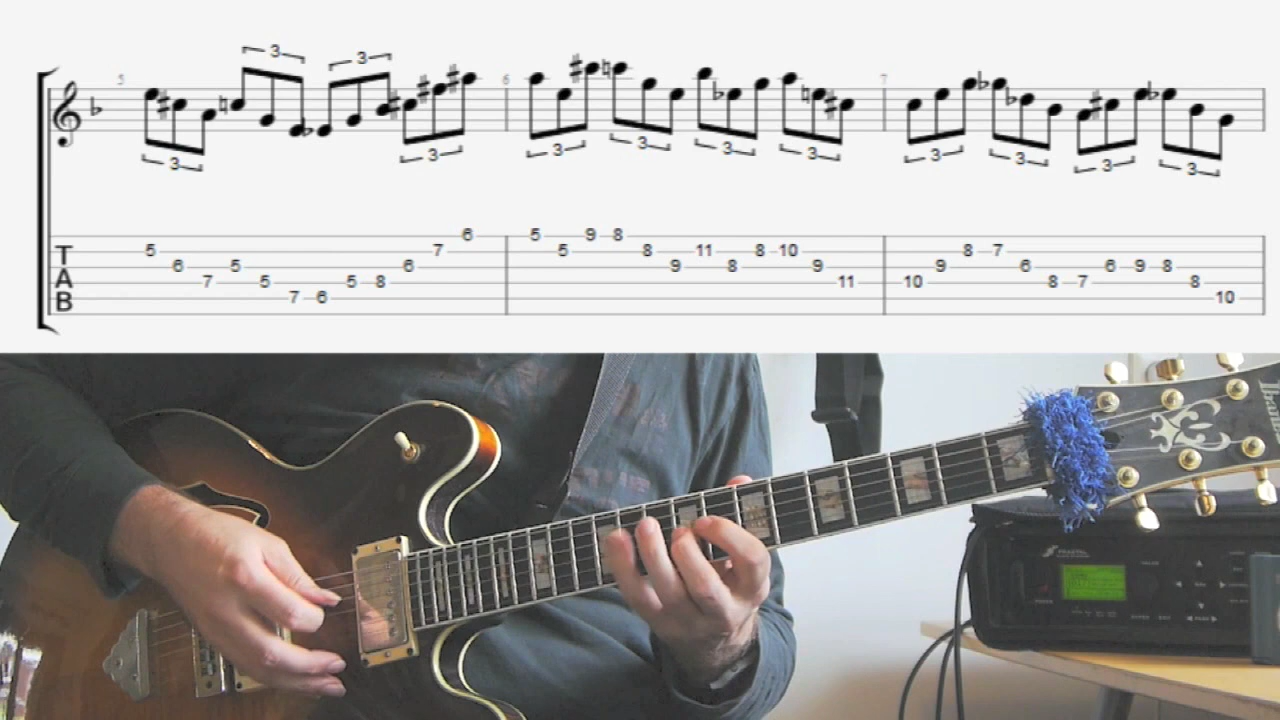 3 3
5 6 7
3 3 3 3 3 3 3 3 3 3
6 5 9 8
5 7 5 8 11 8 10 8 7
T 6 5 6 9 8 9 9 6 6 9 8
A 7 5 5 8 11 10 8 7 8
B 7 6 10
Ibanez
FRACTAL